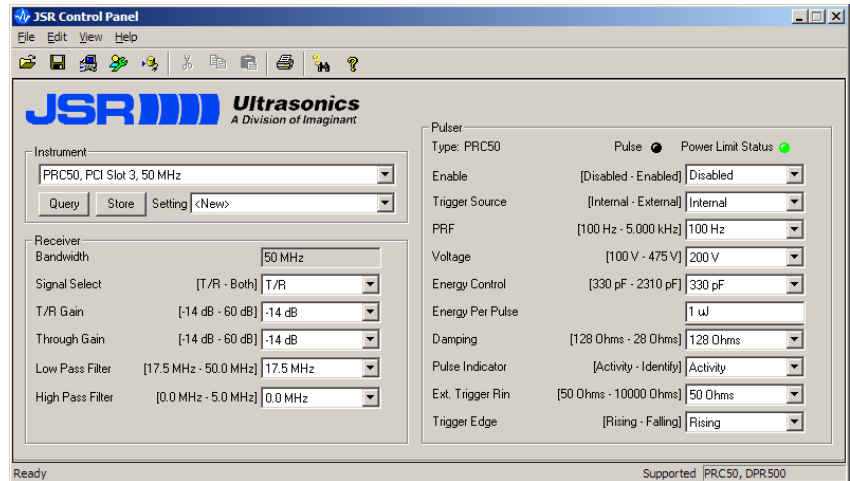 JSR Control Panel
File Edit View Help
JSR Ultrasonics
A Division of Imaginant
Instrument
PRC50, PCI Slot 3, 50 MHz
Query Store Setting <New>
Receiver
Bandwidth 50 MHz
Signal Select [T/R - Both] T/R
T/R Gain [-14 dB - 60 dB] -14 dB
Through Gain [-14 dB - 60 dB] -14 dB
Low Pass Filter [17.5 MHz - 50.0 MHz] 17.5 MHz
High Pass Filter [0.0 MHz - 5.0 MHz] 0.0 MHz
Pulser
Type: PRC50 Pulse Power Limit Status
Enable [Disabled - Enabled] Disabled
Trigger Source [Internal - External] Internal
PRF [100 Hz - 5.000 kHz] 100 Hz
Voltage [100 V - 475 V] 200 V
Energy Control [330 pF - 2310 pF] 330 pF
Energy Per Pulse 1 uJ
Damping [128 Ohms - 28 Ohms] 128 Ohms
Pulse Indicator [Activity - Identify] Activity
Ext. Trigger Rin [50 Ohms - 10000 Ohms] 50 Ohms
Trigger Edge [Rising - Falling] Rising
Ready Supported PRC50, DPR500